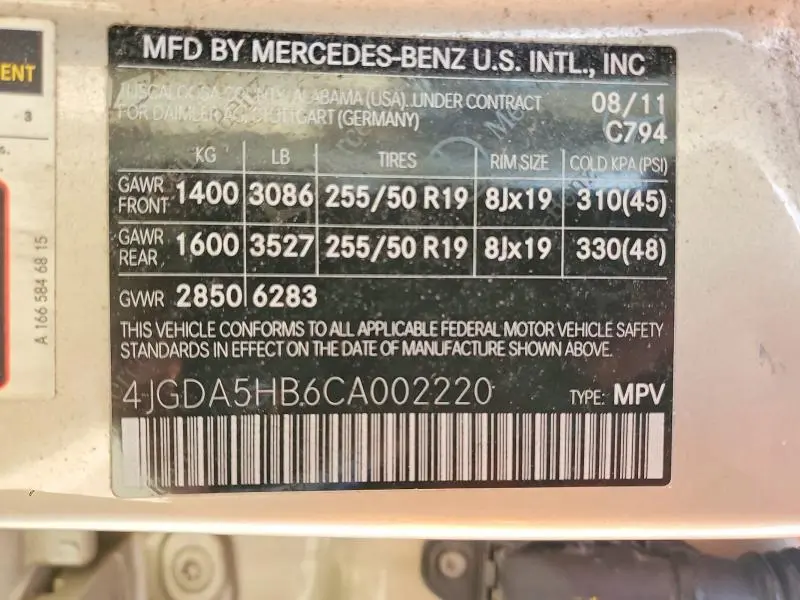 MFD BY MERCEDES-BENZ U.S. INTL., INC
TUSCALOOSA COUNTY, ALABAMA (USA)..UNDER CONTRACT 08/11
FOR DAIMLER AG, STUTTGART (GERMANY) C794
KG LB TIRES RIM SIZE COLD KPA (PSI)
GAWR FRONT 1400 3086 255/50 R19 8Jx19 310(45)
GAWR REAR 1600 3527 255/50 R19 8Jx19 330(48)
GVWR 2850 6283
THIS VEHICLE CONFORMS TO ALL APPLICABLE FEDERAL MOTOR VEHICLE SAFETY
STANDARDS IN EFFECT ON THE DATE OF MANUFACTURE SHOWN ABOVE.
4JGDA5HB6CA002220 TYPE: MPV
A 166 584 68 15
3